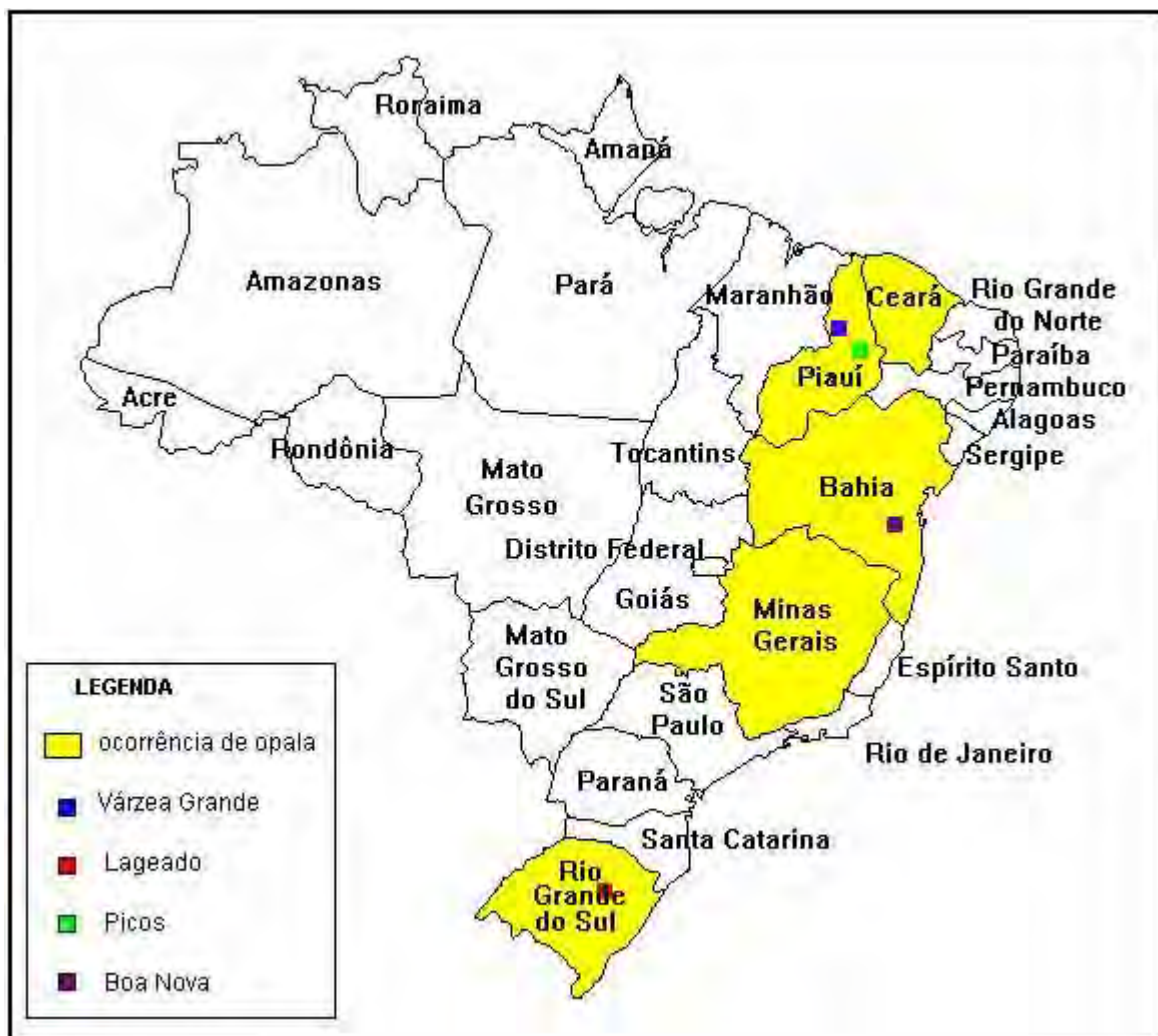 Roraima
Amapá
Amazonas
Pará
Maranhão
Ceará
Rio Grande
do Norte
Paraíba
Pernambuco
Alagoas
Sergipe
Piauí
Acre
Rondônia
Tocantins
Mato
Grosso
Bahia
Distrito Federal
Goiás
Minas
Gerais
Mato
Grosso
do Sul
Espírito Santo
São
Paulo
Rio de Janeiro
Paraná
Santa Catarina
Rio
Grande
do Sul
LEGENDA
ocorrência de opala
Várzea Grande
Lageado
Picos
Boa Nova